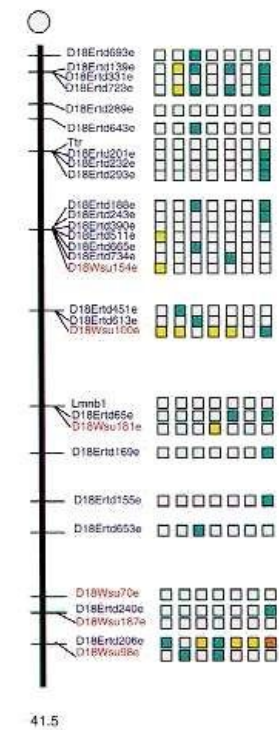 D18Ertd693e
D18Ertd139e
D18Ertd331e
D18Ertd723e
D18Ertd289e
D18Ertd643e
Ttr
D18Ertd201e
D18Ertd232e
D18Ertd293e
D18Ertd188e
D18Ertd243e
D18Ertd390e
D18Ertd511e
D18Ertd665e
D18Ertd734e
D18Wsu154e
D18Ertd451e
D18Ertd613e
D18Wsu100e
Lmnb1
D18Ertd65e
D18Wsu181e
D18Ertd169e
D18Ertd155e
D18Ertd653e
D18Wsu70e
D18Ertd240e
D18Wsu187e
D18Ertd206e
D18Wsu98e
41.5